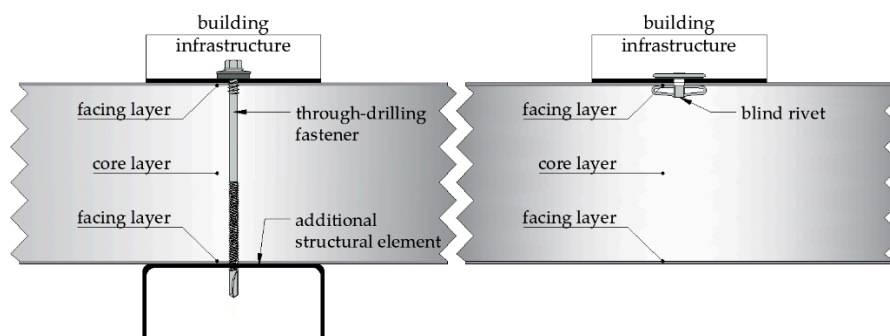 building
infrastructure
facing layer
through-drilling
fastener
core layer
facing layer
additional
structural element
building
infrastructure
facing layer
blind rivet
core layer
facing layer